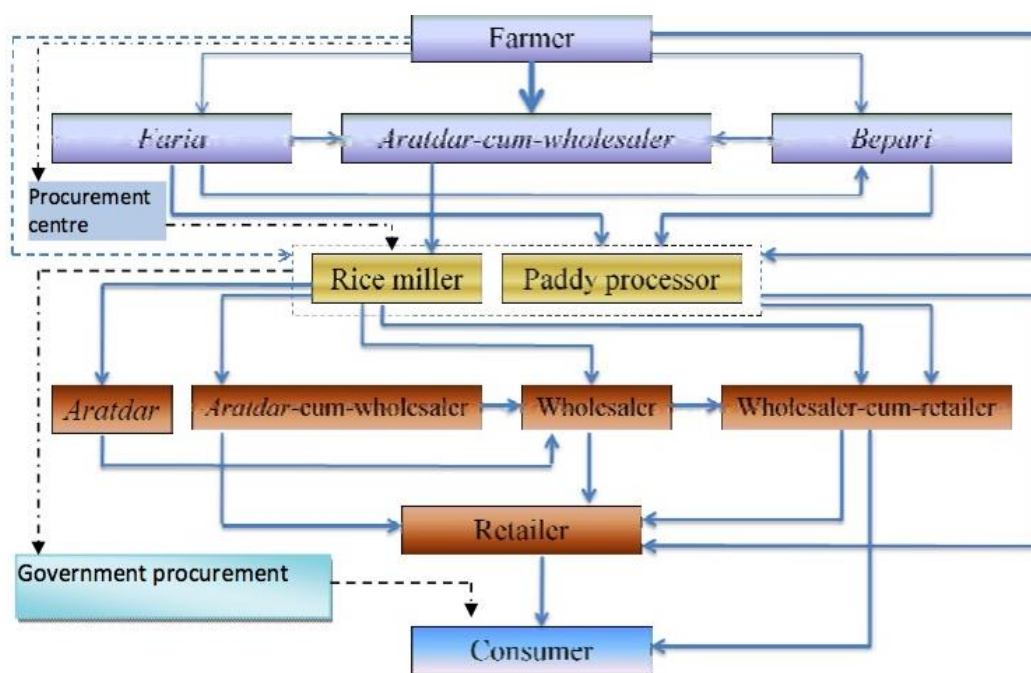 Farmer
Faria
Aratdar-cum-wholesaler
Bepari
Procurement
centre
Rice miller
Paddy processor
Aratdar
Aratdar-cum-wholesaler
Wholesaler
Wholesaler-cum-retailer
Retailer
Government procurement
Consumer